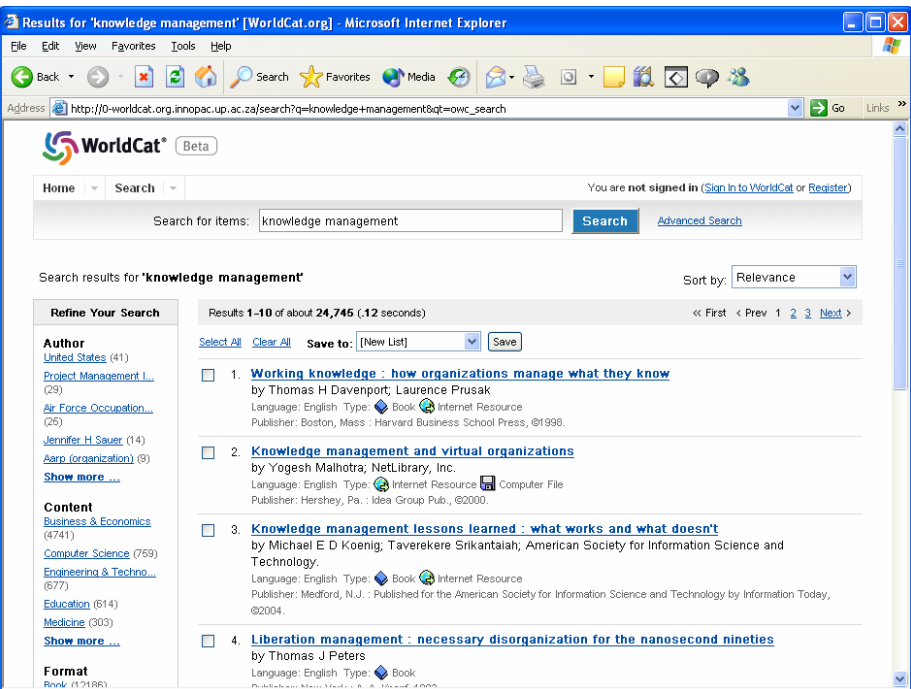 Results for 'knowledge management' [WorldCat.org] - Microsoft Internet Explorer
File Edit View Favorites Tools Help
Back Search Favorites Media
Address http://0-worldcat.org.innopac.up.ac.za/search?q=knowledge+management&qt=owc_search Go Links »
WorldCat® Beta
Home Search You are not signed in (Sign In to WorldCat or Register)
Search for items: knowledge management Search Advanced Search
Search results for 'knowledge management' Sort by: Relevance
Refine Your Search
Author
United States (41)
Project Management I...
(29)
Air Force Occupation...
(25)
Jennifer H Sauer (14)
Aarp (organization) (9)
Show more ...
Content
Business & Economics
(4741)
Computer Science (759)
Engineering & Techno...
(677)
Education (614)
Medicine (303)
Show more ...
Format
Book (12186)
Results 1-10 of about 24,745 (.12 seconds) « First < Prev 1 2 3 Next >
Select All Clear All Save to: [New List] Save
1. Working knowledge : how organizations manage what they know
by Thomas H Davenport; Laurence Prusak
Language: English Type: Book Internet Resource
Publisher: Boston, Mass : Harvard Business School Press, ©1998.
2. Knowledge management and virtual organizations
by Yogesh Malhotra; NetLibrary, Inc.
Language: English Type: Internet Resource Computer File
Publisher: Hershey, Pa. : Idea Group Pub., ©2000.
3. Knowledge management lessons learned : what works and what doesn't
by Michael E D Koenig; Taverekere Srikantaiah; American Society for Information Science and
Technology.
Language: English Type: Book Internet Resource
Publisher: Medford, N.J. : Published for the American Society for Information Science and Technology by Information Today,
©2004.
4. Liberation management : necessary disorganization for the nanosecond nineties
by Thomas J Peters
Language: English Type: Book